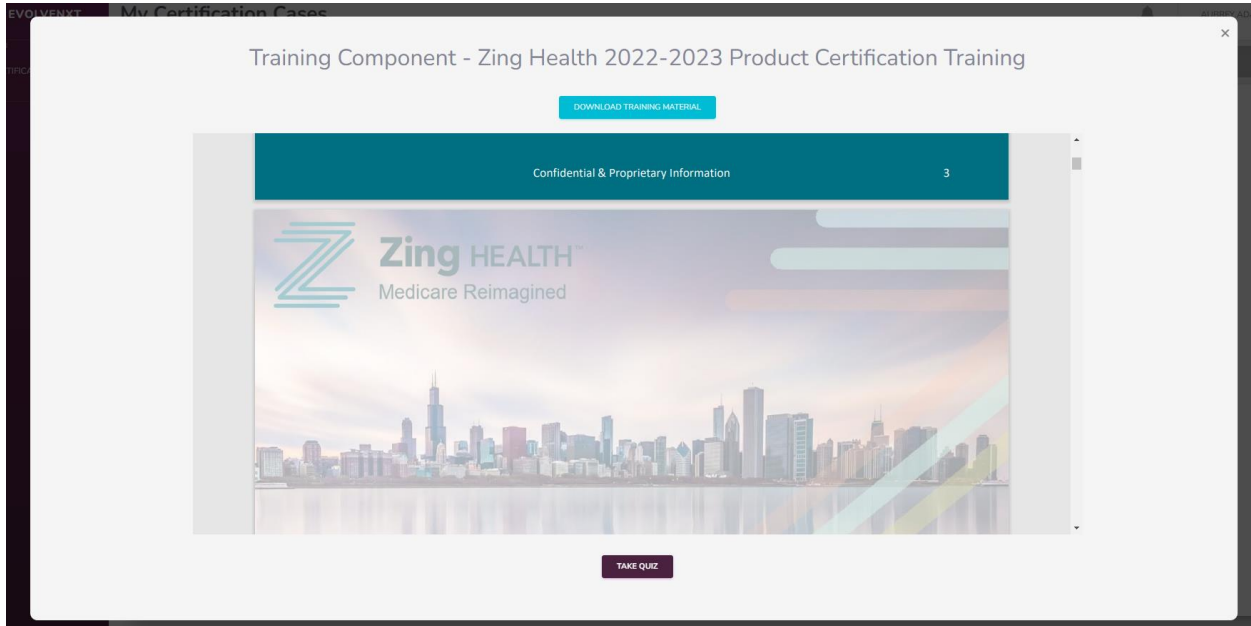 EVOLVENXT
My Certification Cases
×
Training Component - Zing Health 2022-2023 Product Certification Training
DOWNLOAD TRAINING MATERIAL
Confidential & Proprietary Information 3
Zing HEALTH™
Medicare Reimagined
TAKE QUIZ